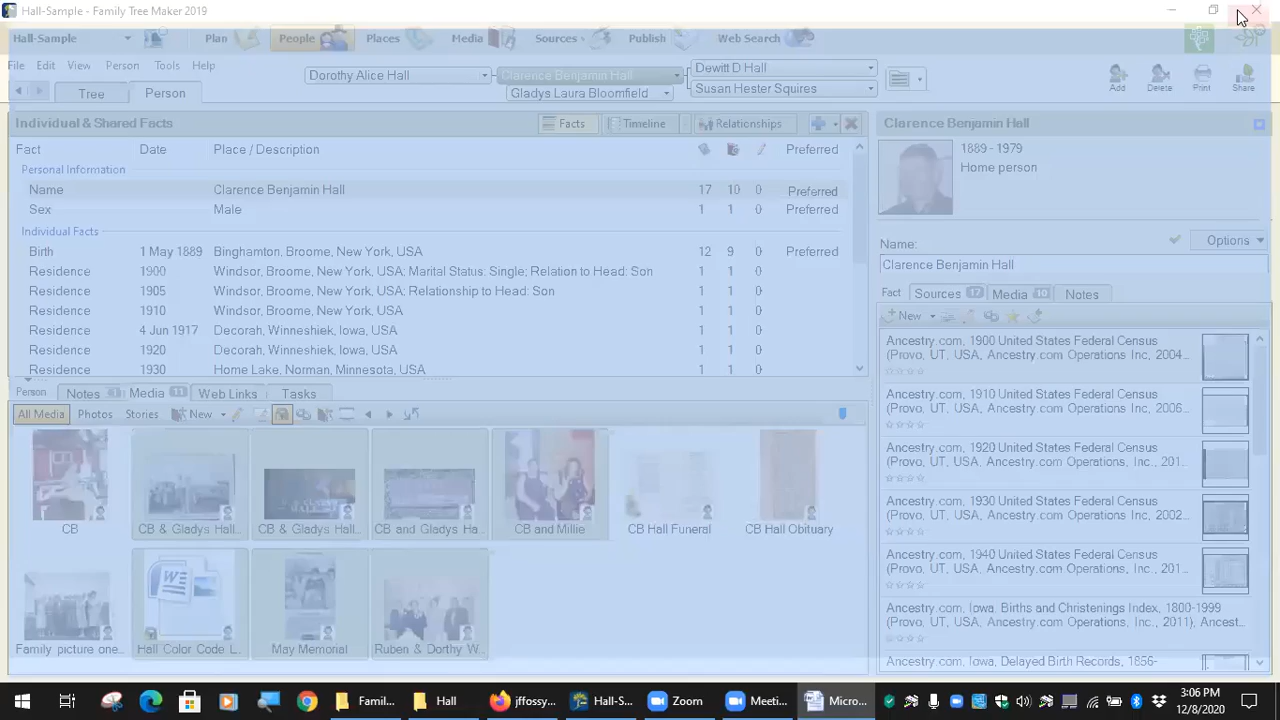 Hall-Sample - Family Tree Maker 2019
Hall-Sample Plan People Places Media Sources Publish Web Search
File Edit View Person Tools Help
Dorothy Alice Hall Clarence Benjamin Hall Dewitt D Hall
Gladys Laura Bloomfield Susan Hester Squires
Add Delete Print Share
Tree Person
Individual & Shared Facts Facts Timeline Relationships
Fact Date Place / Description Preferred
Personal Information
Name Clarence Benjamin Hall 17 10 0 Preferred
Sex Male 1 1 0 Preferred
Individual Facts
Birth 1 May 1889 Binghamton, Broome, New York, USA 12 9 0 Preferred
Residence 1900 Windsor, Broome, New York, USA; Marital Status: Single; Relation to Head: Son 1 1 0
Residence 1905 Windsor, Broome, New York, USA; Relationship to Head: Son 1 1 0
Residence 1910 Windsor, Broome, New York, USA 1 1 0
Residence 4 Jun 1917 Decorah, Winneshiek, Iowa, USA 1 1 0
Residence 1920 Decorah, Winneshiek, Iowa, USA 1 1 0
Residence 1930 Home Lake, Norman, Minnesota, USA 1 1 0
Person Notes 1 Media 11 Web Links Tasks
All Media Photos Stories New
CB CB & Gladys Hall... CB & Gladys Hall... CB and Gladys Ha... CB and Millie CB Hall Funeral CB Hall Obituary
Family picture one... Hall Color Code L... May Memorial Ruben & Dorthy W...
Clarence Benjamin Hall
1889 - 1979
Home person
Options
Name:
Clarence Benjamin Hall
Fact Sources 17 Media 10 Notes
New
Ancestry.com, 1900 United States Federal Census
(Provo, UT, USA, Ancestry.com Operations Inc, 2004...
Ancestry.com, 1910 United States Federal Census
(Provo, UT, USA, Ancestry.com Operations Inc, 2006...
Ancestry.com, 1920 United States Federal Census
(Provo, UT, USA, Ancestry.com Operations, Inc., 201...
Ancestry.com, 1930 United States Federal Census
(Provo, UT, USA, Ancestry.com Operations Inc, 2002...
Ancestry.com, 1940 United States Federal Census
(Provo, UT, USA, Ancestry.com Operations, Inc., 201...
Ancestry.com, Iowa, Births and Christenings Index, 1800-1999
(Provo, UT, USA, Ancestry.com Operations, Inc., 2011), Ancest...
Ancestry.com, Iowa, Delayed Birth Records, 1856-
Famil... Hall jffossy... Hall-S... Zoom Meeti... Micro...
3:06 PM
12/8/2020